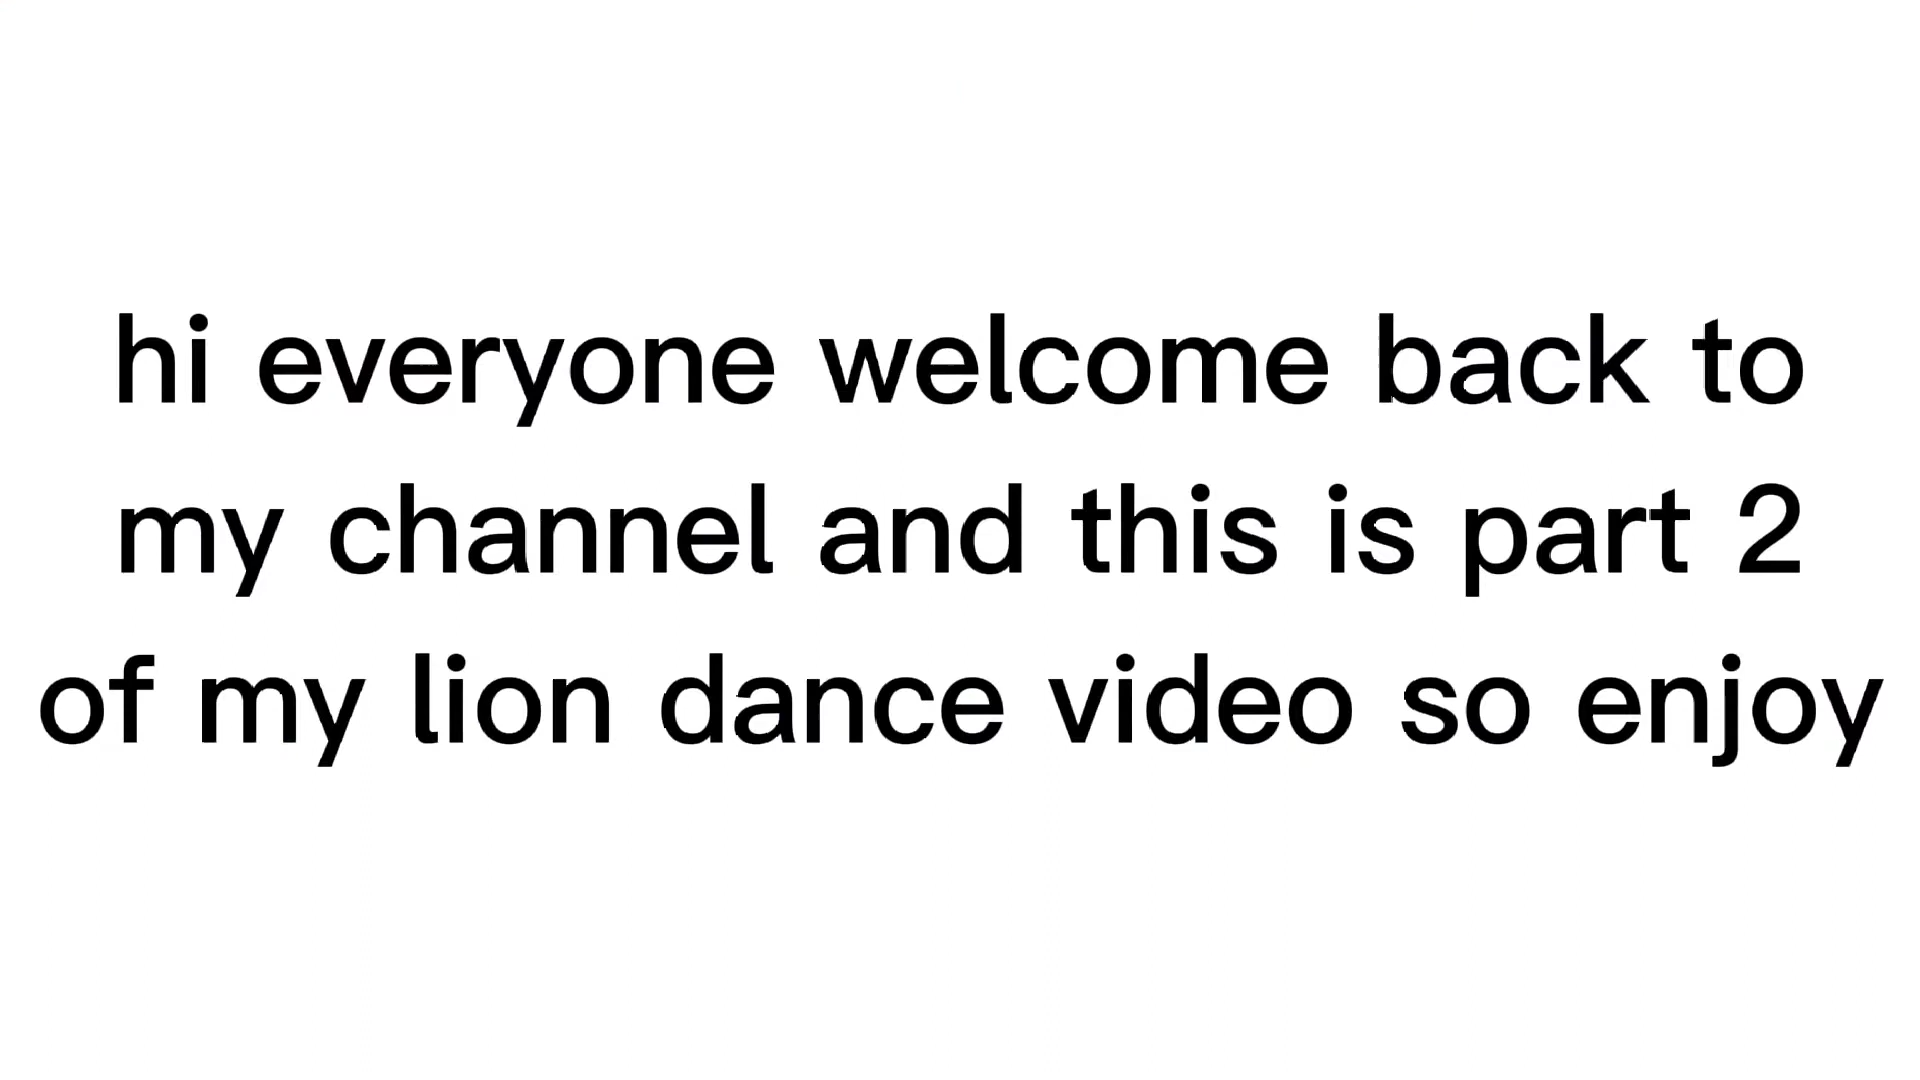 hi everyone welcome back to
my channel and this is part 2
of my lion dance video so enjoy